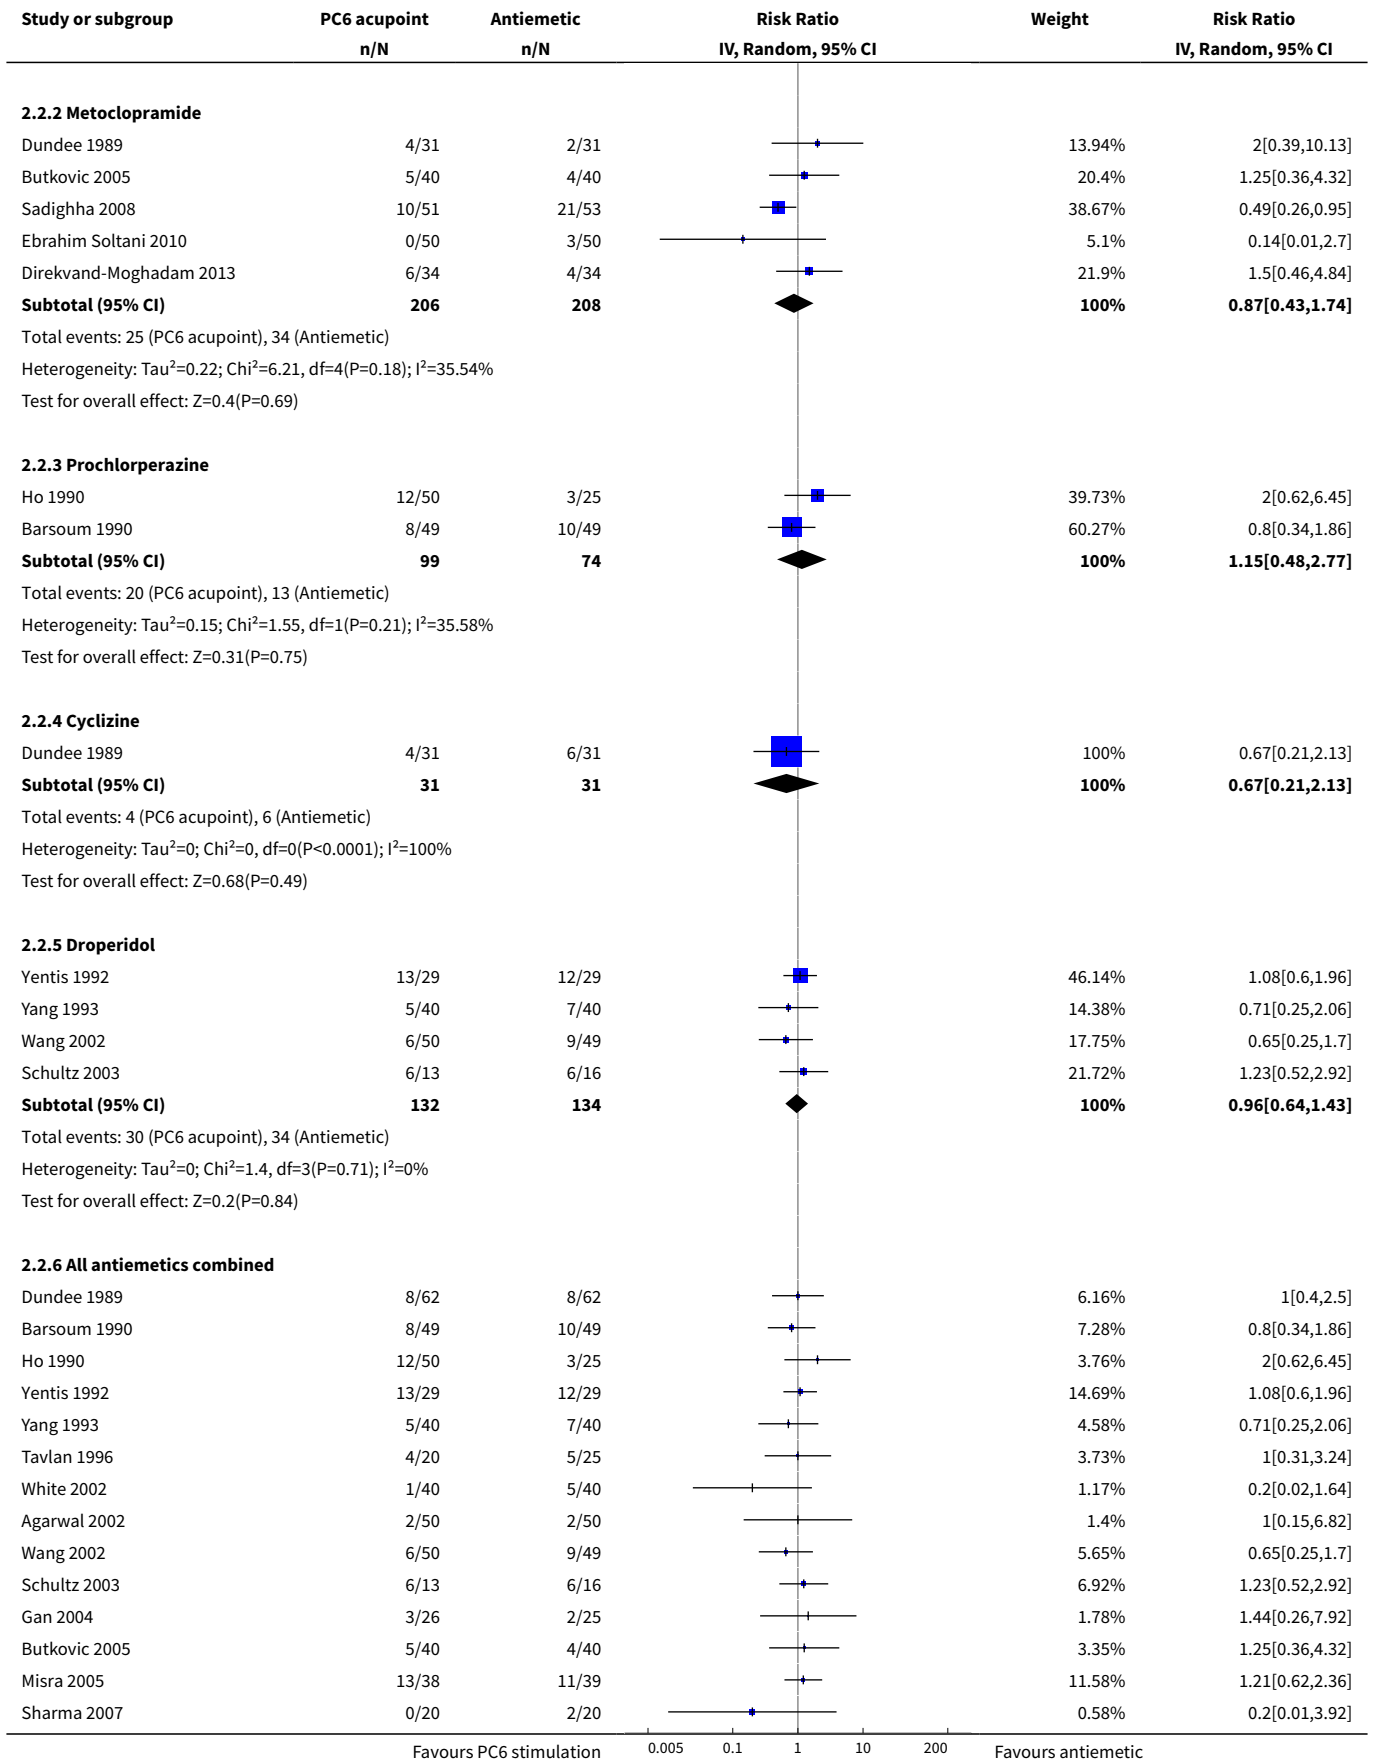 Study or subgroup PC6 acupoint Antiemetic Risk Ratio Weight Risk Ratio
n/N n/N IV, Random, 95% CI IV, Random, 95% CI
2.2.2 Metoclopramide
Dundee 1989 4/31 2/31 13.94% 2[0.39,10.13]
Butkovic 2005 5/40 4/40 20.4% 1.25[0.36,4.32]
Sadighha 2008 10/51 21/53 38.67% 0.49[0.26,0.95]
Ebrahim Soltani 2010 0/50 3/50 5.1% 0.14[0.01,2.7]
Direkvand-Moghadam 2013 6/34 4/34 21.9% 1.5[0.46,4.84]
Subtotal (95% CI) 206 208 100% 0.87[0.43,1.74]
Total events: 25 (PC6 acupoint), 34 (Antiemetic)
Heterogeneity: Tau²=0.22; Chi²=6.21, df=4(P=0.18); I²=35.54%
Test for overall effect: Z=0.4(P=0.69)
2.2.3 Prochlorperazine
Ho 1990 12/50 3/25 39.73% 2[0.62,6.45]
Barsoum 1990 8/49 10/49 60.27% 0.8[0.34,1.86]
Subtotal (95% CI) 99 74 100% 1.15[0.48,2.77]
Total events: 20 (PC6 acupoint), 13 (Antiemetic)
Heterogeneity: Tau²=0.15; Chi²=1.55, df=1(P=0.21); I²=35.58%
Test for overall effect: Z=0.31(P=0.75)
2.2.4 Cyclizine
Dundee 1989 4/31 6/31 100% 0.67[0.21,2.13]
Subtotal (95% CI) 31 31 100% 0.67[0.21,2.13]
Total events: 4 (PC6 acupoint), 6 (Antiemetic)
Heterogeneity: Tau²=0; Chi²=0, df=0(P<0.0001); I²=100%
Test for overall effect: Z=0.68(P=0.49)
2.2.5 Droperidol
Yentis 1992 13/29 12/29 46.14% 1.08[0.6,1.96]
Yang 1993 5/40 7/40 14.38% 0.71[0.25,2.06]
Wang 2002 6/50 9/49 17.75% 0.65[0.25,1.7]
Schultz 2003 6/13 6/16 21.72% 1.23[0.52,2.92]
Subtotal (95% CI) 132 134 100% 0.96[0.64,1.43]
Total events: 30 (PC6 acupoint), 34 (Antiemetic)
Heterogeneity: Tau²=0; Chi²=1.4, df=3(P=0.71); I²=0%
Test for overall effect: Z=0.2(P=0.84)
2.2.6 All antiemetics combined
Dundee 1989 8/62 8/62 6.16% 1[0.4,2.5]
Barsoum 1990 8/49 10/49 7.28% 0.8[0.34,1.86]
Ho 1990 12/50 3/25 3.76% 2[0.62,6.45]
Yentis 1992 13/29 12/29 14.69% 1.08[0.6,1.96]
Yang 1993 5/40 7/40 4.58% 0.71[0.25,2.06]
Tavlan 1996 4/20 5/25 3.73% 1[0.31,3.24]
White 2002 1/40 5/40 1.17% 0.2[0.02,1.64]
Agarwal 2002 2/50 2/50 1.4% 1[0.15,6.82]
Wang 2002 6/50 9/49 5.65% 0.65[0.25,1.7]
Schultz 2003 6/13 6/16 6.92% 1.23[0.52,2.92]
Gan 2004 3/26 2/25 1.78% 1.44[0.26,7.92]
Butkovic 2005 5/40 4/40 3.35% 1.25[0.36,4.32]
Misra 2005 13/38 11/39 11.58% 1.21[0.62,2.36]
Sharma 2007 0/20 2/20 0.58% 0.2[0.01,3.92]
Favours PC6 stimulation 0.005 0.1 1 10 200 Favours antiemetic